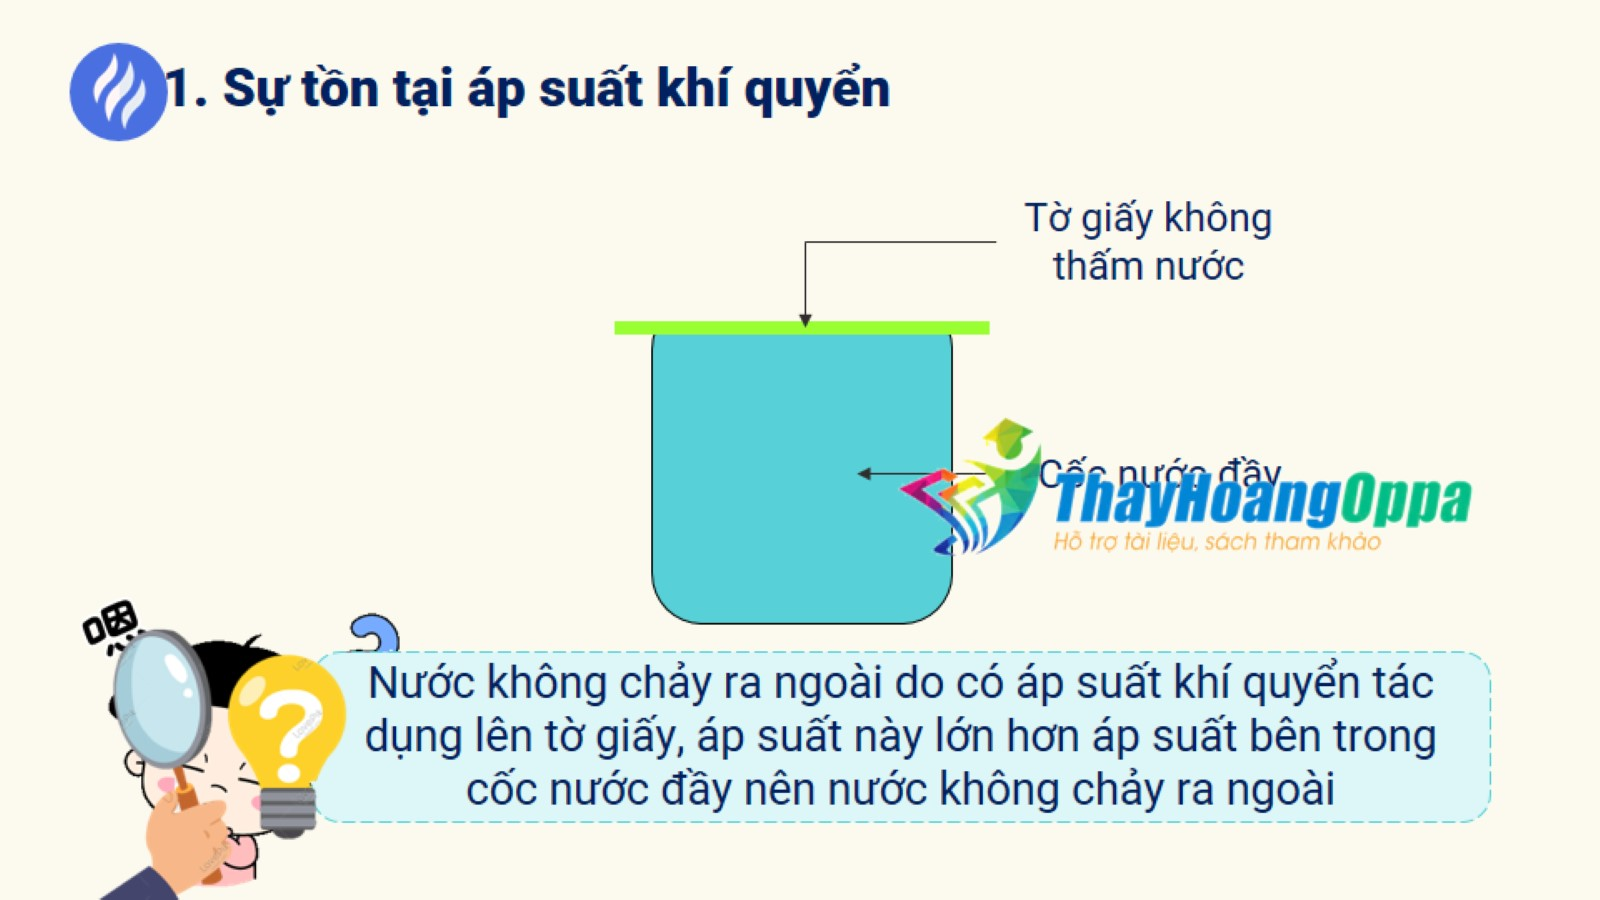 1. Sự tồn tại áp suất khí quyển
Tờ giấy không
thấm nước
Cốc nước đầy
ThayHoangOppa
Hỗ trợ tài liệu, sách tham khảo
嗯
Nước không chảy ra ngoài do có áp suất khí quyển tác
dụng lên tờ giấy, áp suất này lớn hơn áp suất bên trong
cốc nước đầy nên nước không chảy ra ngoài
?